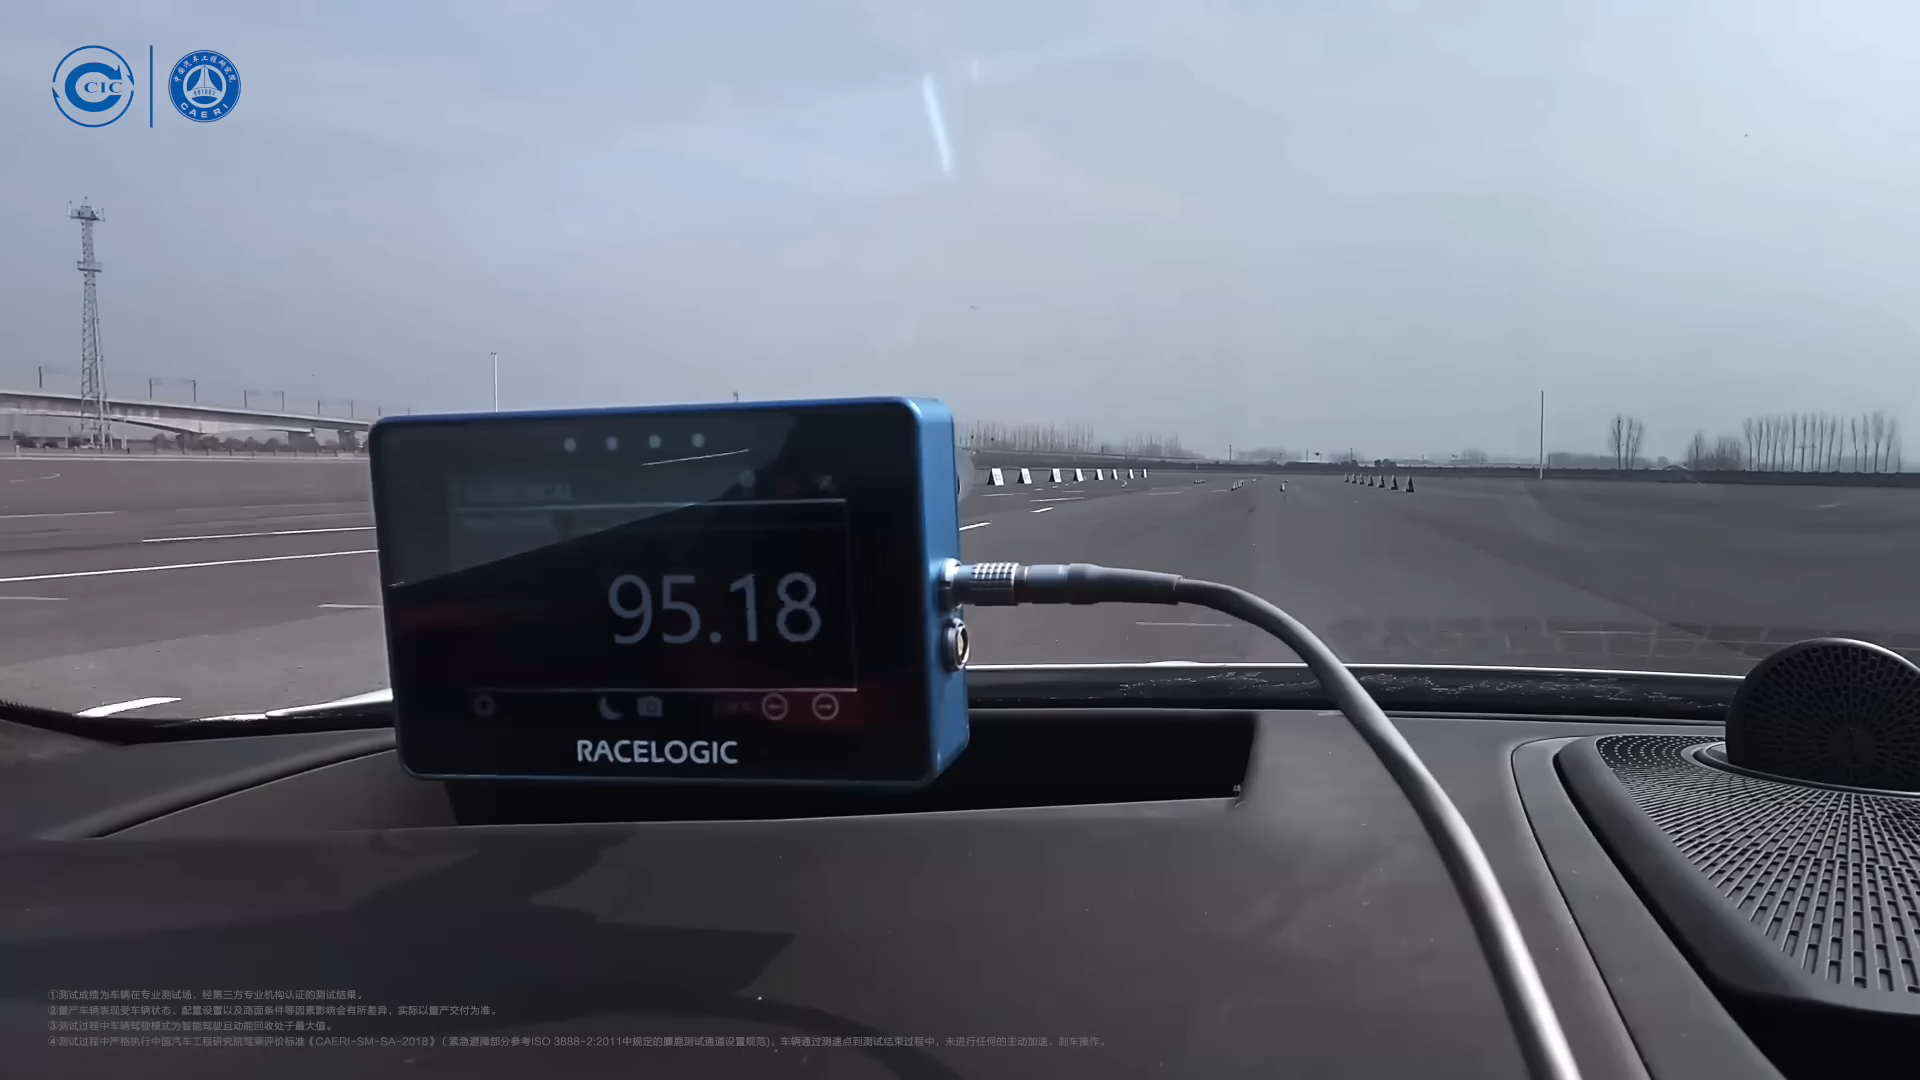 CIC
中国汽车工程研究院
CAERI
95.18
RACELOGIC
①测试成绩为车辆在专业测试场，经第三方专业机构认证的测试结果。
②量产车辆表现受车辆状态、配置设置以及路面条件等因素影响会有所差异，实际以量产交付为准。
③测试过程中车辆驾驶模式为智能驾驶且动能回收处于最大值。
④测试过程中严格执行中国汽车工程研究院驾乘评价标准《CAERI-SM-SA-2018》（紧急避障部分参考ISO 3888-2:2011中规定的麋鹿测试通道设置规范），车辆通过测速点到测试结束过程中，未进行任何的主动加速、刹车操作。